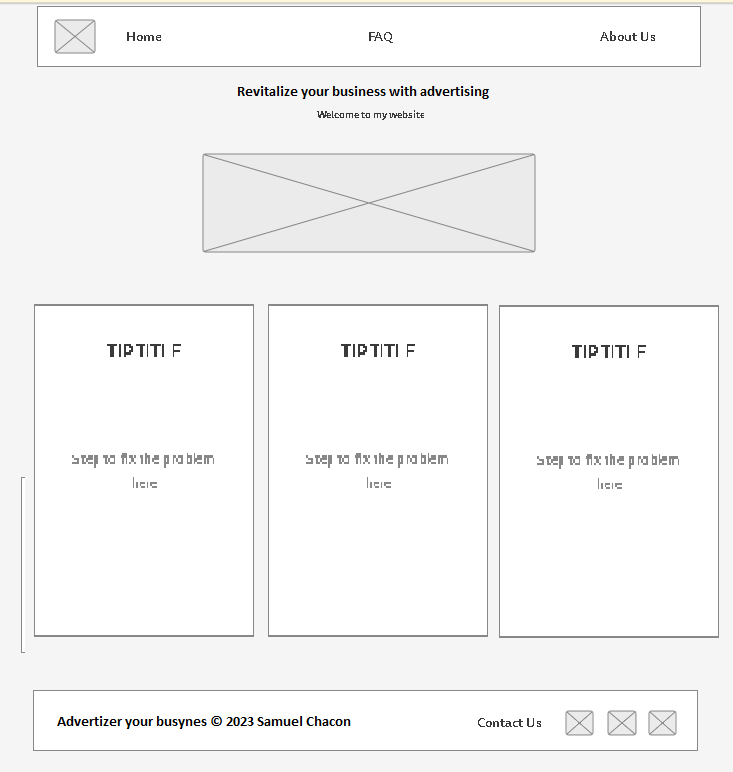 Home FAQ About Us
Revitalize your business with advertising
Welcome to my website
TIP TITLE TIP TITLE TIP TITLE
Step to fix the problem Step to fix the problem Step to fix the problem
here here here
Advertizer your busynes © 2023 Samuel Chacon Contact Us